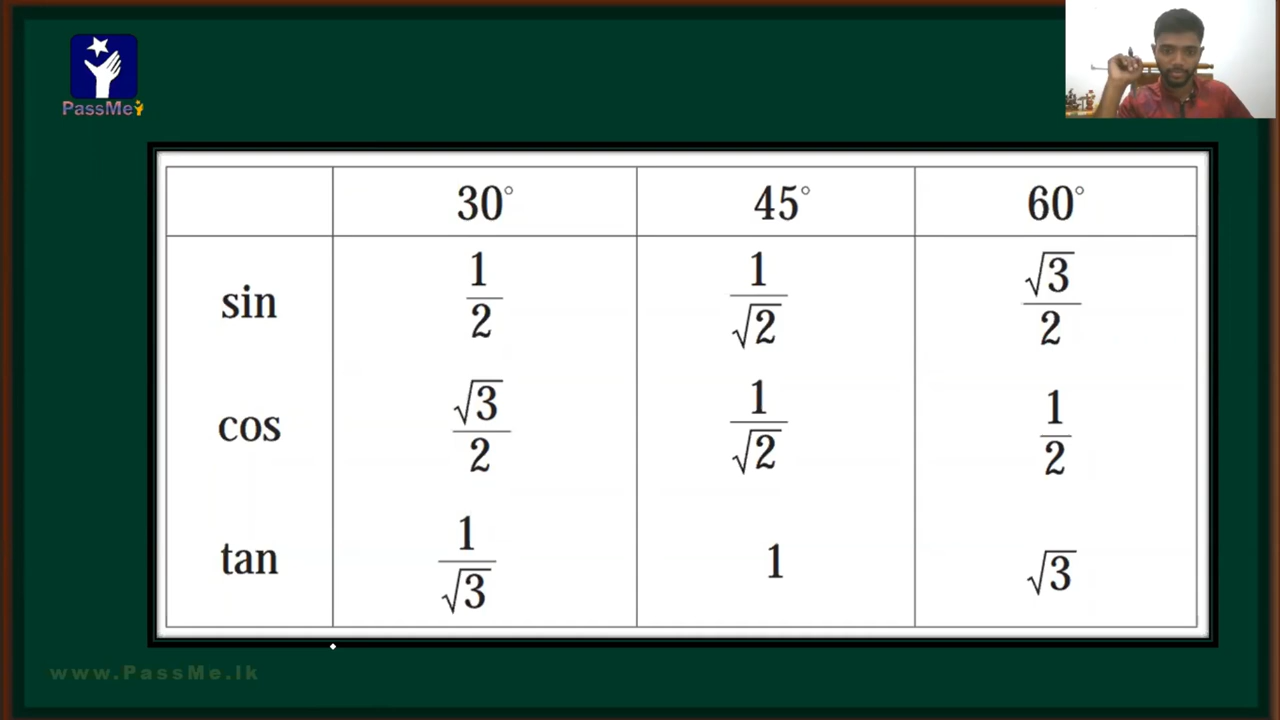 PassMe
30° 45° 60°
sin 1/2 1/√2 √3/2
cos √3/2 1/√2 1/2
tan 1/√3 1 √3
www.PassMe.lk